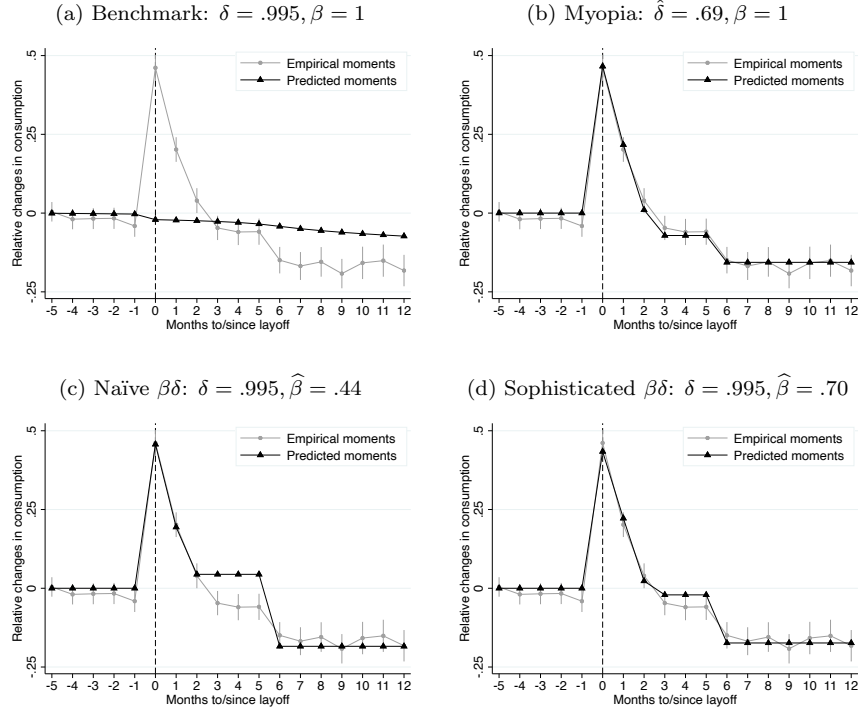 (a) Benchmark: δ = .995, β = 1
Relative changes in consumption
.5
.25
0
-.25
Empirical moments
Predicted moments
-5 -4 -3 -2 -1 0 1 2 3 4 5 6 7 8 9 10 11 12
Months to/since layoff
(b) Myopia: δ̂ = .69, β = 1
Relative changes in consumption
.5
.25
0
-.25
Empirical moments
Predicted moments
-5 -4 -3 -2 -1 0 1 2 3 4 5 6 7 8 9 10 11 12
Months to/since layoff
(c) Naïve βδ: δ = .995, β̂ = .44
Relative changes in consumption
.5
.25
0
-.25
Empirical moments
Predicted moments
-5 -4 -3 -2 -1 0 1 2 3 4 5 6 7 8 9 10 11 12
Months to/since layoff
(d) Sophisticated βδ: δ = .995, β̂ = .70
Relative changes in consumption
.5
.25
0
-.25
Empirical moments
Predicted moments
-5 -4 -3 -2 -1 0 1 2 3 4 5 6 7 8 9 10 11 12
Months to/since layoff